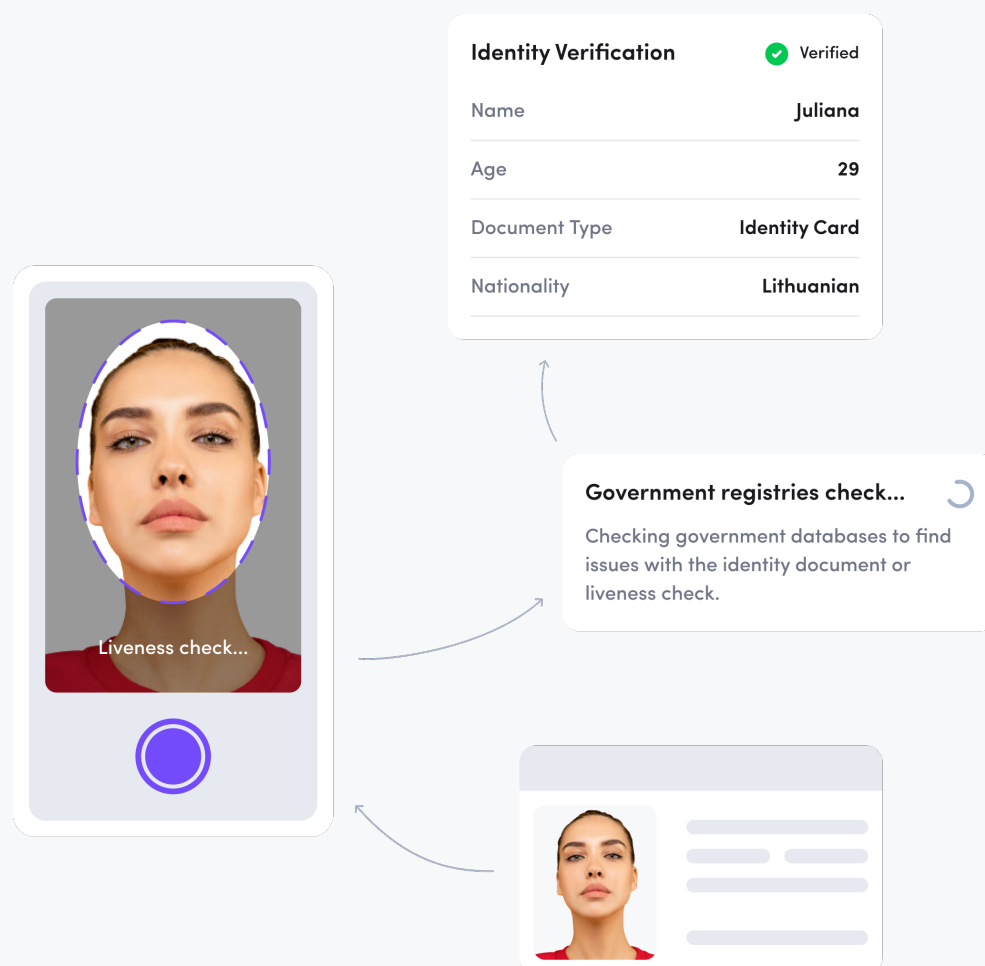 Identity Verification
Verified
Name
Juliana
Age
29
Document Type
Identity Card
Nationality
Lithuanian
Government registries check...
Checking government databases to find
issues with the identity document or
liveness check.
Liveness check...